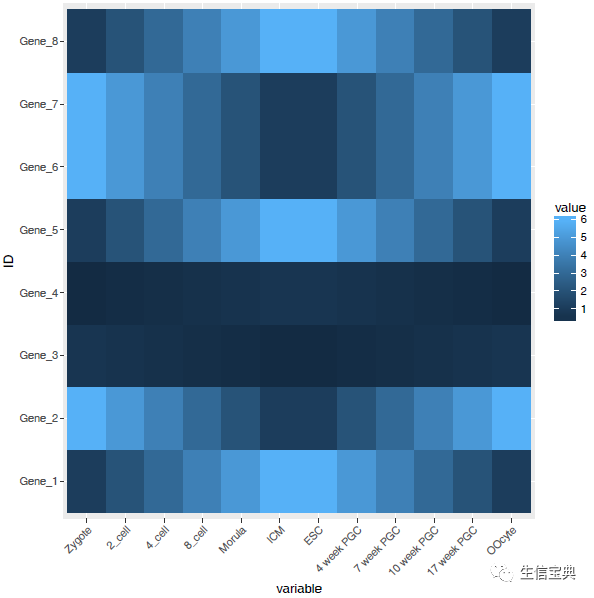 Gene_8
Gene_7
Gene_6
Gene_5
Gene_4
Gene_3
Gene_2
Gene_1
ID
Zygote
2_cell
4_cell
8_cell
Morula
ICM
ESC
4 week PGC
7 week PGC
10 week PGC
17 week PGC
OOcyte
variable
value
6
5
4
3
2
1
生信宝典